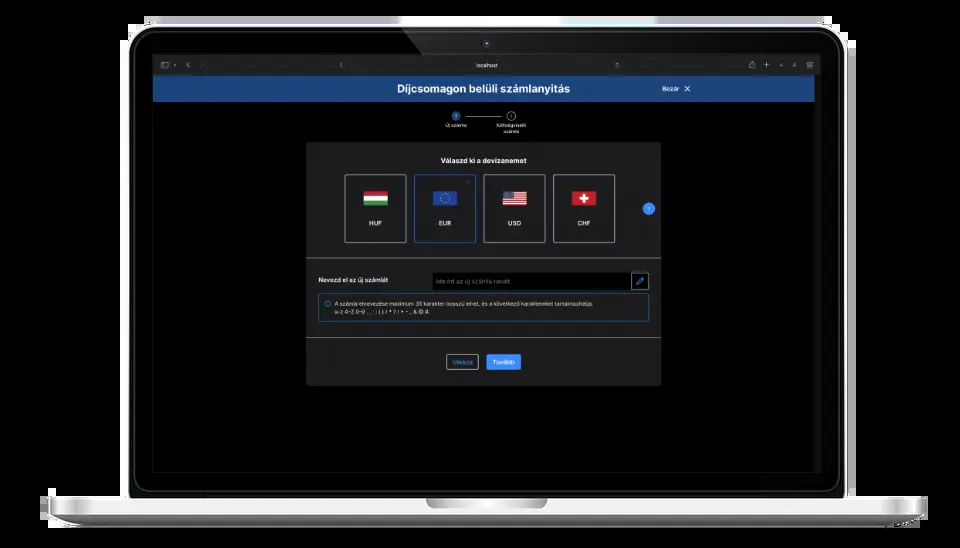 localhost
Díjcsomagon belüli számlanyitás
Bezár
1
2
Új számla
Költségviselő
számla
Válaszd ki a devizanemet
HUF
EUR
USD
CHF
Nevezd el az új számlát
Ide írd az új számla nevét
A számla elnevezése maximum 35 karakter hosszú lehet, és a következő karaktereket tartalmazhatja:
a-z A-Z 0-9
Vissza
Tovább